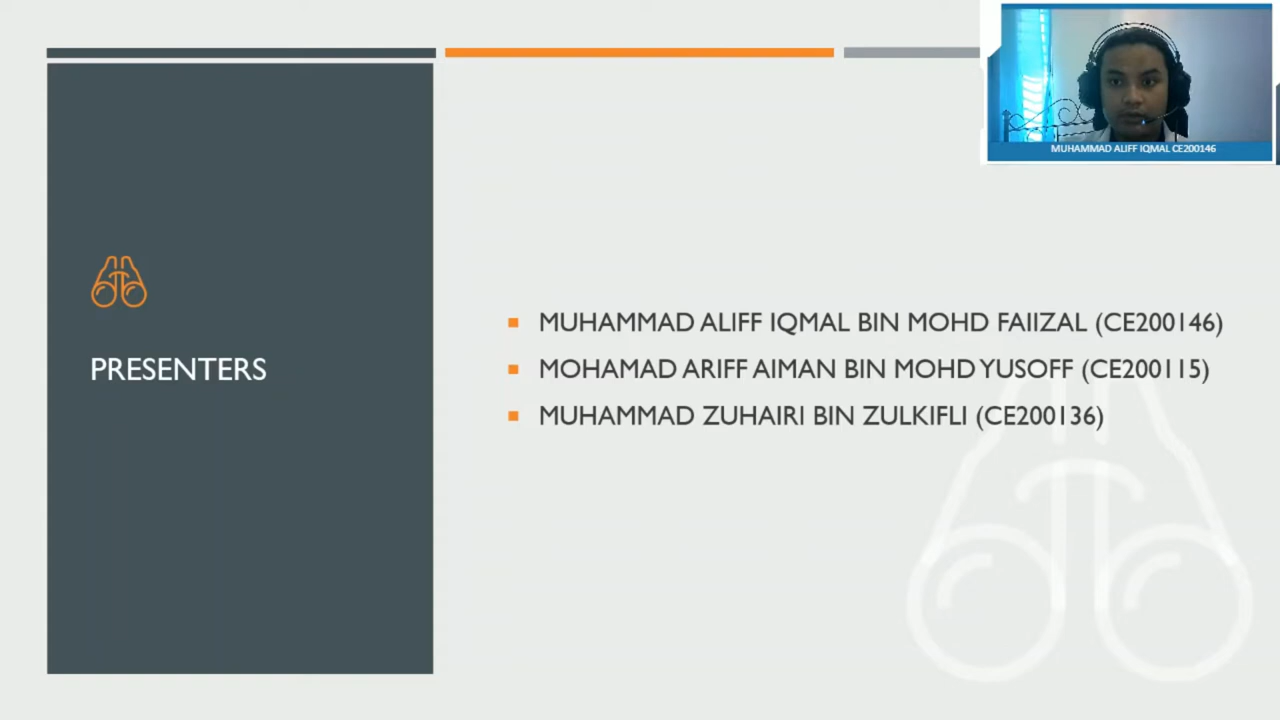 MUHAMMAD ALIFF IQMAL CE200146
PRESENTERS
MUHAMMAD ALIFF IQMAL BIN MOHD FAIIZAL (CE200146)
MOHAMAD ARIFF AIMAN BIN MOHD YUSOFF (CE200115)
MUHAMMAD ZUHAIRI BIN ZULKIFLI (CE200136)